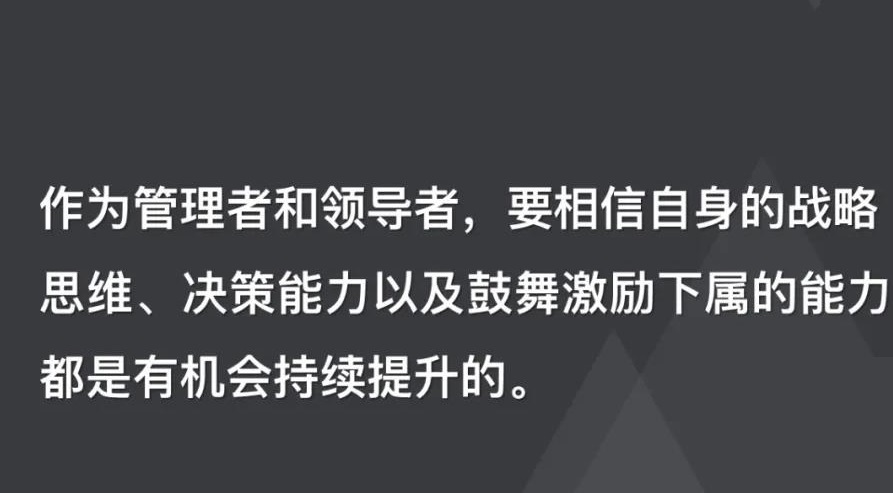 作为管理者和领导者，要相信自身的战略
思维、决策能力以及鼓舞激励下属的能力
都是有机会持续提升的。